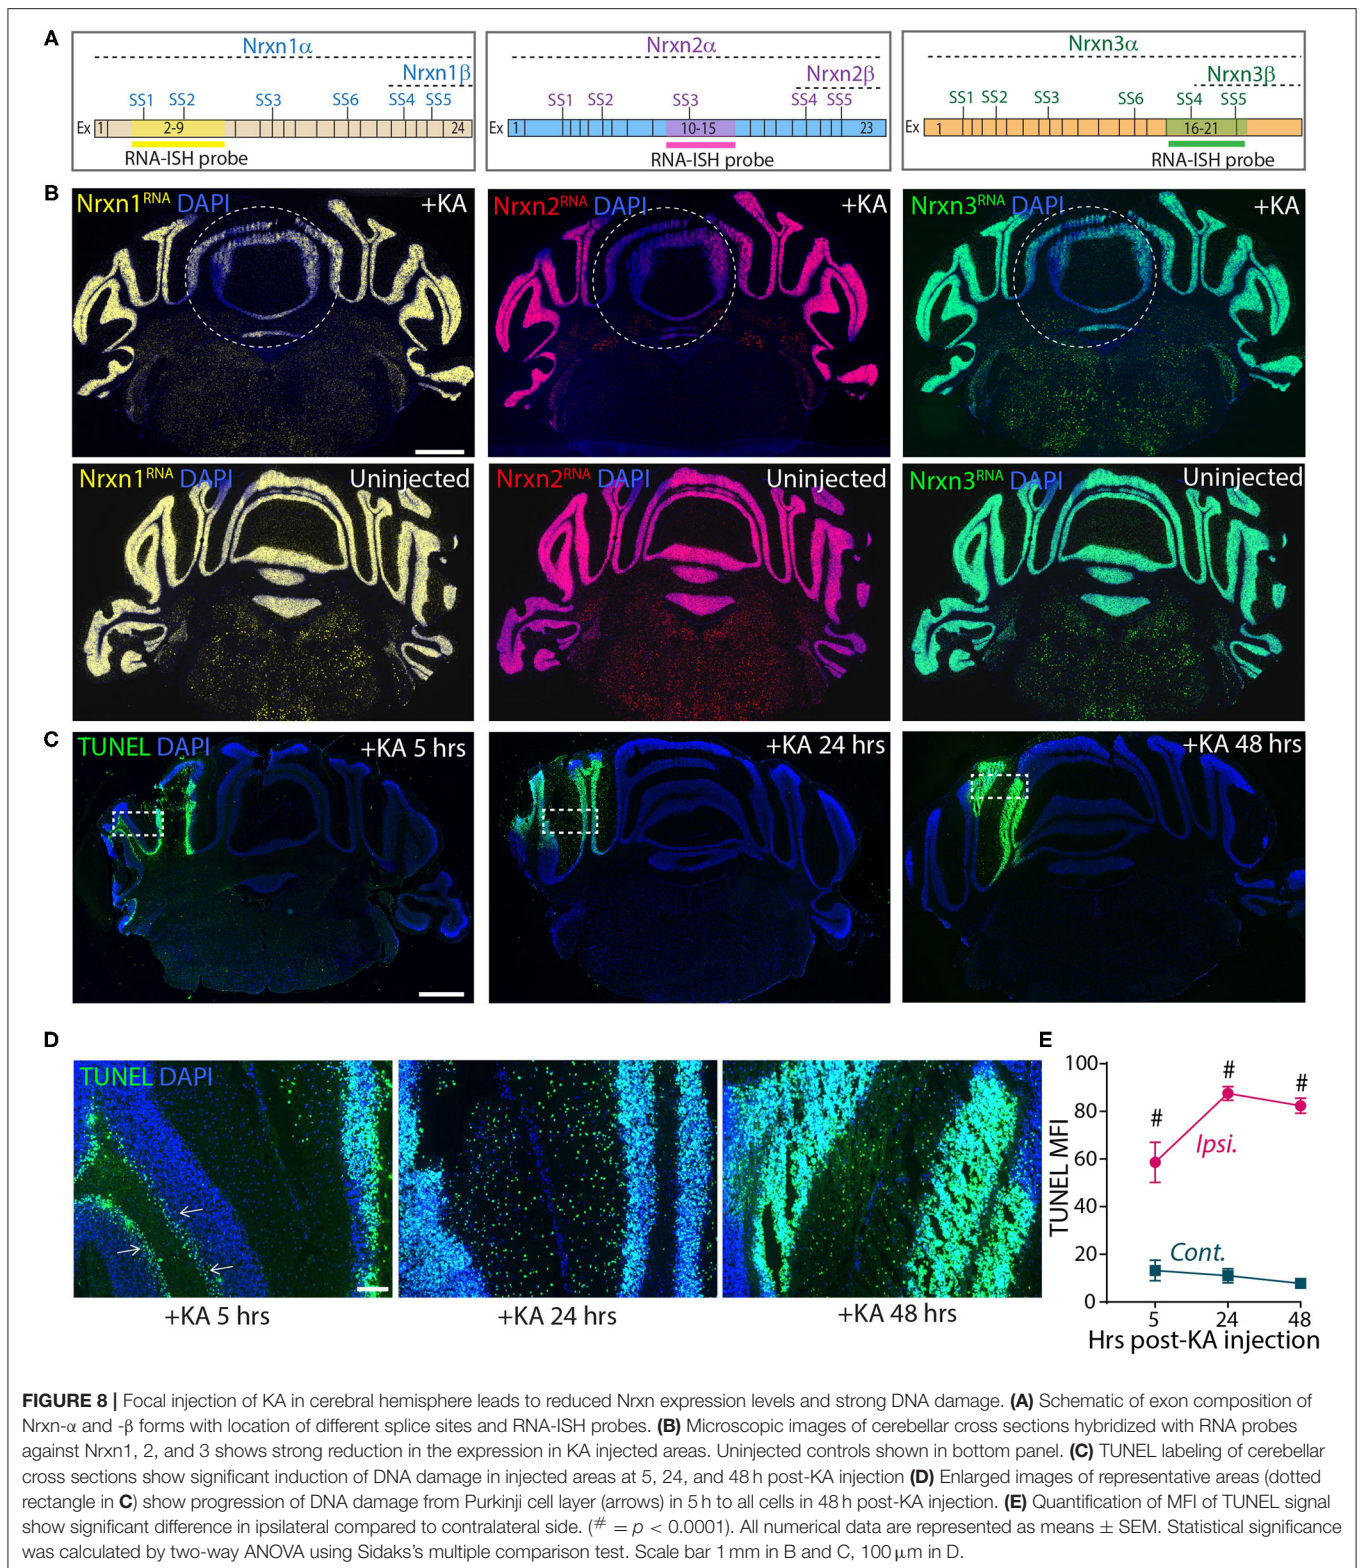 A
Nrxn1α
Nrxn1β
SS1 SS2 SS3 SS6 SS4 SS5
Ex 1 2-9 24
RNA-ISH probe
Nrxn2α
Nrxn2β
SS1 SS2 SS3 SS4 SS5
Ex 1 10-15 23
RNA-ISH probe
Nrxn3α
Nrxn3β
SS1 SS2 SS3 SS6 SS4 SS5
Ex 1 16-21
RNA-ISH probe
B
Nrxn1RNA DAPI +KA
Nrxn2RNA DAPI +KA
Nrxn3RNA DAPI +KA
Nrxn1RNA DAPI Uninjected
Nrxn2RNA DAPI Uninjected
Nrxn3RNA DAPI Uninjected
C
TUNEL DAPI +KA 5 hrs
+KA 24 hrs
+KA 48 hrs
D
TUNEL DAPI
+KA 5 hrs
+KA 24 hrs
+KA 48 hrs
E
TUNEL MFI
100
80
60
40
20
0
#
#
#
Ipsi.
Cont.
5 24 48
Hrs post-KA injection
FIGURE 8 | Focal injection of KA in cerebral hemisphere leads to reduced Nrxn expression levels and strong DNA damage. (A) Schematic of exon composition of
Nrxn-α and -β forms with location of different splice sites and RNA-ISH probes. (B) Microscopic images of cerebellar cross sections hybridized with RNA probes
against Nrxn1, 2, and 3 shows strong reduction in the expression in KA injected areas. Uninjected controls shown in bottom panel. (C) TUNEL labeling of cerebellar
cross sections show significant induction of DNA damage in injected areas at 5, 24, and 48 h post-KA injection (D) Enlarged images of representative areas (dotted
rectangle in C) show progression of DNA damage from Purkinji cell layer (arrows) in 5 h to all cells in 48 h post-KA injection. (E) Quantification of MFI of TUNEL signal
show significant difference in ipsilateral compared to contralateral side. (# = p < 0.0001). All numerical data are represented as means ± SEM. Statistical significance
was calculated by two-way ANOVA using Sidaks's multiple comparison test. Scale bar 1 mm in B and C, 100 μm in D.